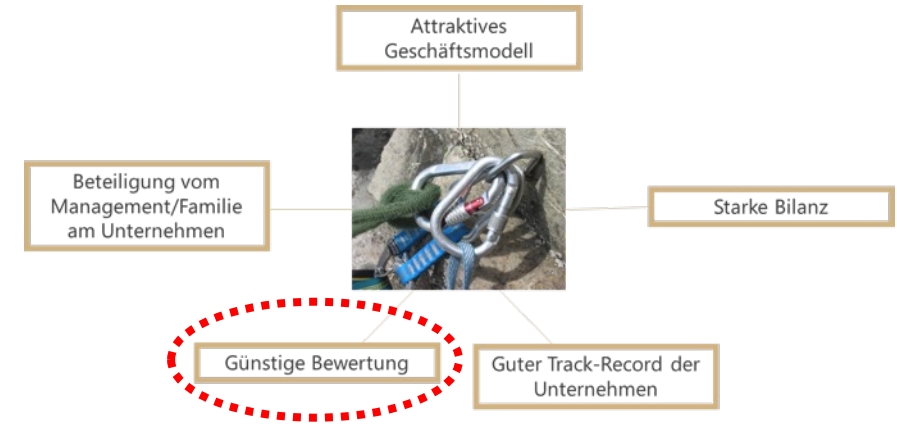 Attraktives
Geschäftsmodell
Beteiligung vom
Management/Familie
am Unternehmen
Starke Bilanz
Günstige Bewertung
Guter Track-Record der
Unternehmen